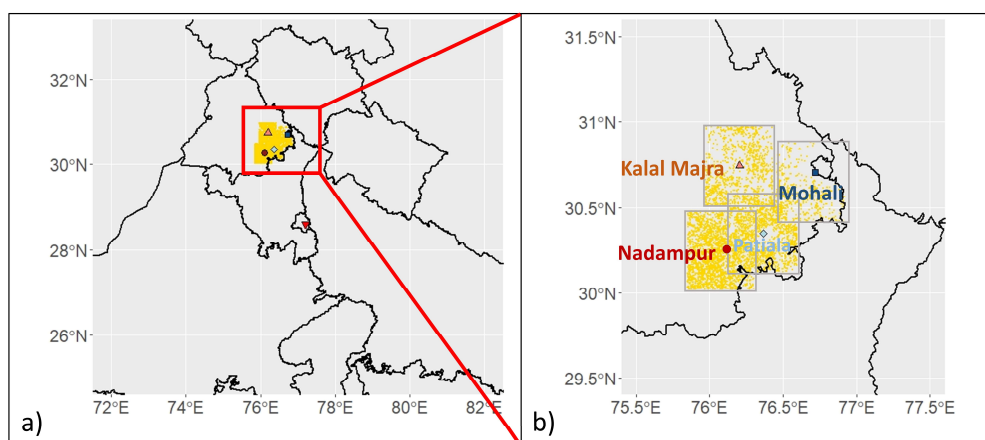 32°N
30°N
28°N
26°N
72°E
74°E
76°E
78°E
80°E
82°E
a)
31.5°N
31°N
30.5°N
30°N
29.5°N
Kalal Majra
Mohali
Patiala
Nadampur
75.5°E
76°E
76.5°E
77°E
77.5°E
b)